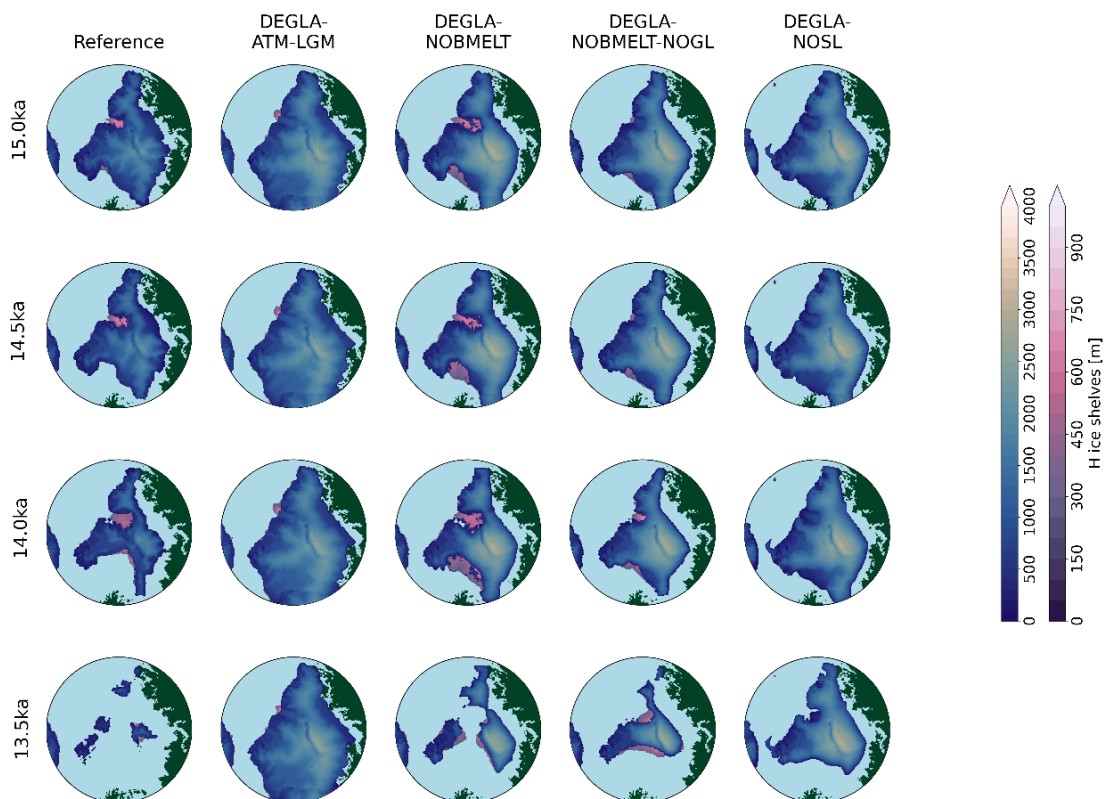 Reference
DEGLA-
ATM-LGM
DEGLA-
NOBMELT
DEGLA-
NOBMELT-NOGL
DEGLA-
NOSL
15.0ka
14.5ka
14.0ka
13.5ka
0
500
1000
1500
2000
2500
3000
3500
4000
0
150
300
450
600
750
900
H ice shelves [m]